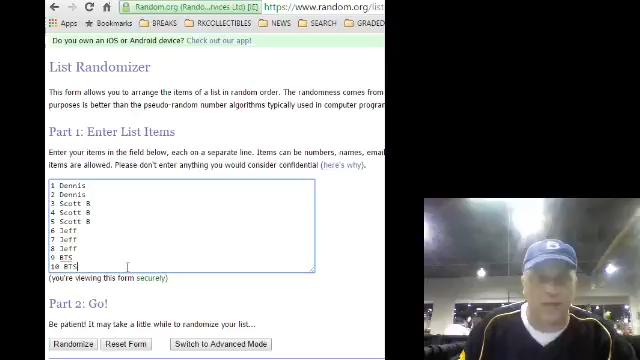 Random.org (Rando...vices Ltd) [IE]
https://www.random.org/list
Apps
Bookmarks
BREAKS
RKCOLLECTIBLES
NEWS
SEARCH
GRADED
Do you own an iOS or Android device? Check out our app!
List Randomizer
This form allows you to arrange the items of a list in random order. The randomness comes from
purposes is better than the pseudo-random number algorithms typically used in computer program
Part 1: Enter List Items
Enter your items in the field below, each on a separate line. Items can be numbers, names, email
items are allowed. Please don't enter anything you would consider confidential (here's why).
1 Dennis
2 Dennis
3 Scott B
4 Scott B
5 Scott B
6 Jeff
7 Jeff
8 Jeff
9 BTS
10 BTS
(you're viewing this form securely)
Part 2: Go!
Be patient! It may take a little while to randomize your list...
Randomize
Reset Form
Switch to Advanced Mode
B